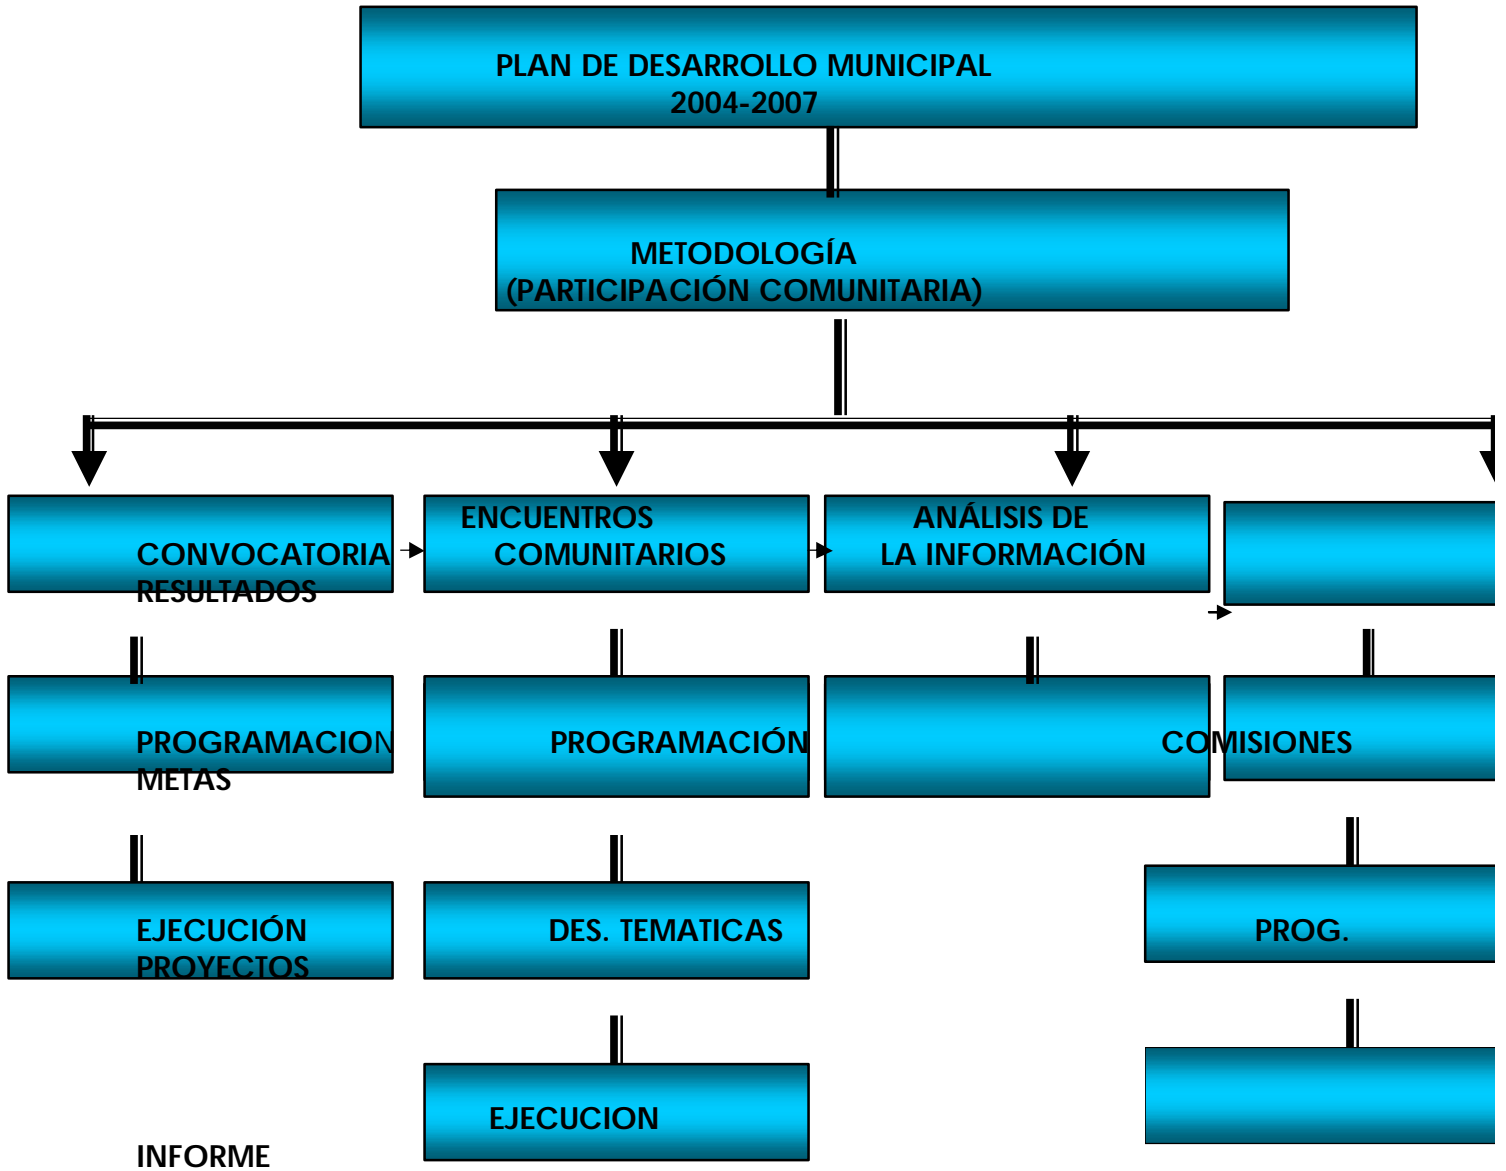 PLAN DE DESARROLLO MUNICIPAL
2004-2007
METODOLOGÍA
(PARTICIPACIÓN COMUNITARIA)
ENCUENTROS
ANÁLISIS DE
CONVOCATORIA
COMUNITARIOS
LA INFORMACIÓN
RESULTADOS
PROGRAMACION
PROGRAMACIÓN
COMISIONES
METAS
EJECUCIÓN
DES. TEMATICAS
PROG.
PROYECTOS
EJECUCION
INFORME